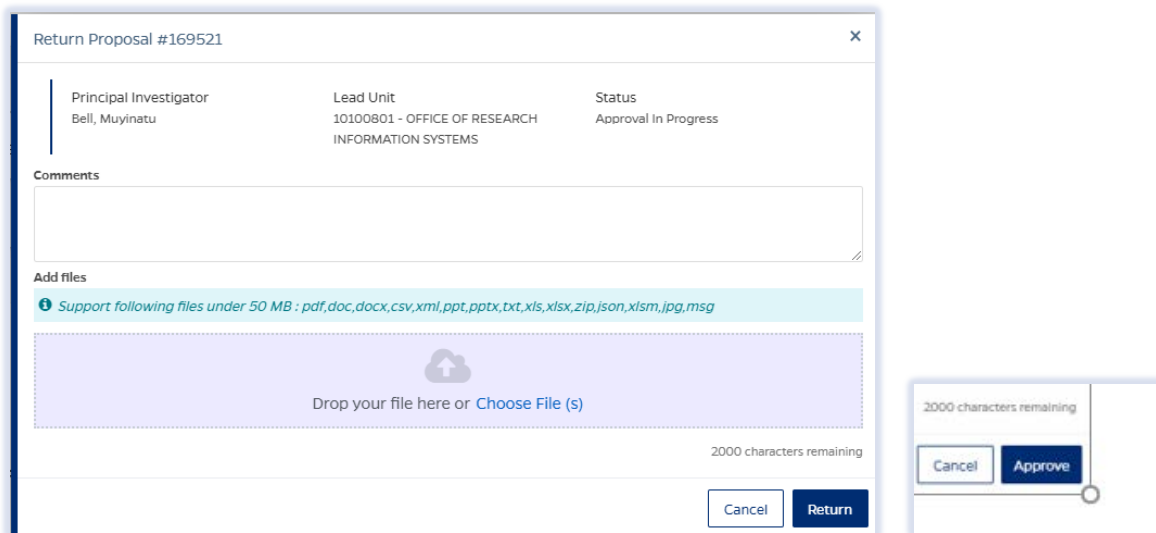 Return Proposal #169521 ×
Principal Investigator Lead Unit Status
Bell, Muyinatu 10100801 - OFFICE OF RESEARCH Approval In Progress
INFORMATION SYSTEMS
Comments
Add files
Support following files under 50 MB : pdf,doc,docx,csv,xml,ppt,pptx,txt,xls,xlsx,zip,json,xlsm,jpg,msg
Drop your file here or Choose File (s)
2000 characters remaining
Cancel Return
2000 characters remaining
Cancel Approve